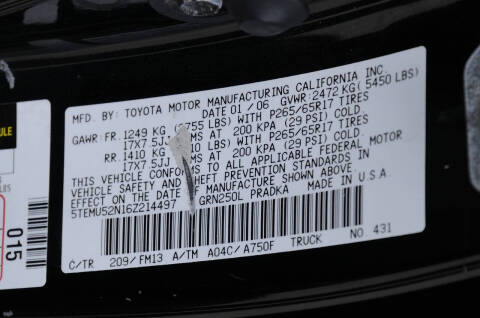 MFD. BY: TOYOTA MOTOR MANUFACTURING CALIFORNIA INC
DATE 01/06 GVWR: 2472 KG (5450 LBS)
GAWR: FR. 1249 KG (2755 LBS) WITH P265/65R17 TIRES
17X7.5JJ RIMS AT 200 KPA (29 PSI) COLD.
RR. 1410 KG LBS) WITH P265/65R17 TIRES
17X7.5JJ RIMS AT 200 KPA (29 PSI) COLD.
THIS VEHICLE CONFORMS TO ALL APPLICABLE FEDERAL MOTOR
VEHICLE SAFETY AND THEFT PREVENTION STANDARDS IN
EFFECT ON THE DATE OF MANUFACTURE SHOWN ABOVE.
5TEMU52N16Z214497 GRN250L PRADKA MADE IN U.S.A.
C/TR 209/FM13 A/TM A04C/A750F TRUCK NO. 431
015